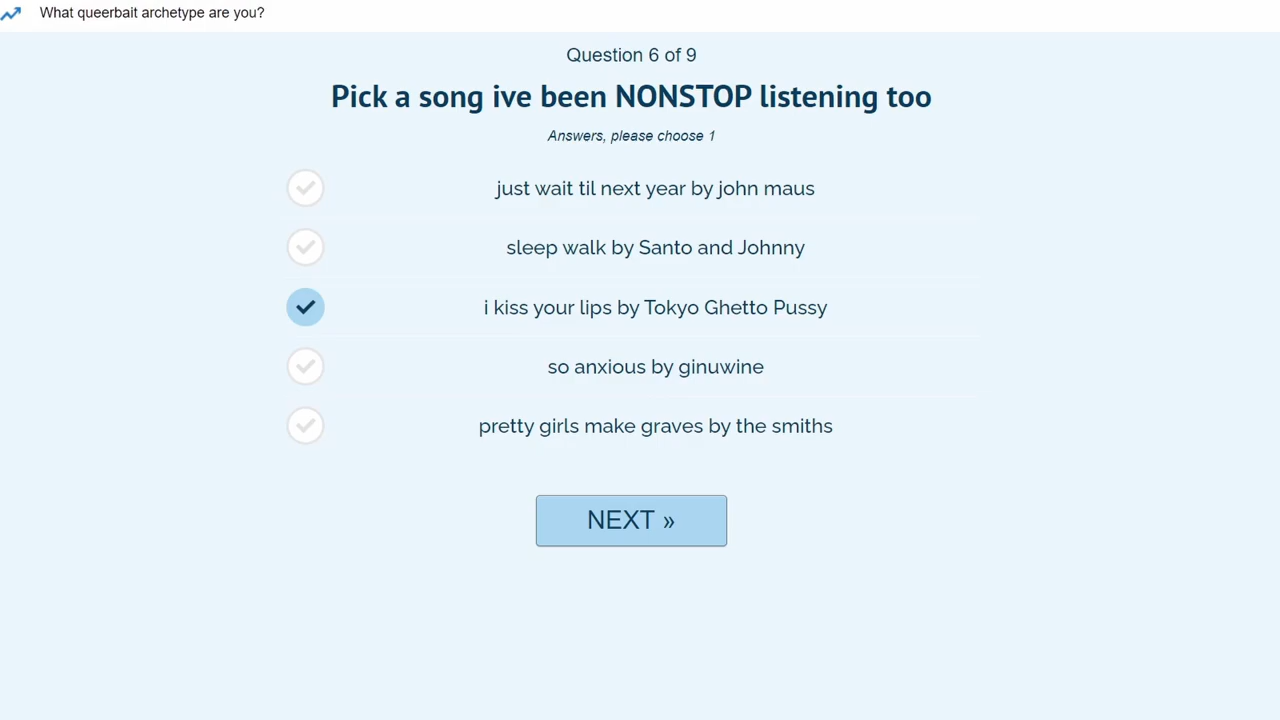 What queerbait archetype are you?
Question 6 of 9
Pick a song ive been NONSTOP listening too
Answers, please choose 1
just wait til next year by john maus
sleep walk by Santo and Johnny
i kiss your lips by Tokyo Ghetto Pussy
so anxious by ginuwine
pretty girls make graves by the smiths
NEXT »